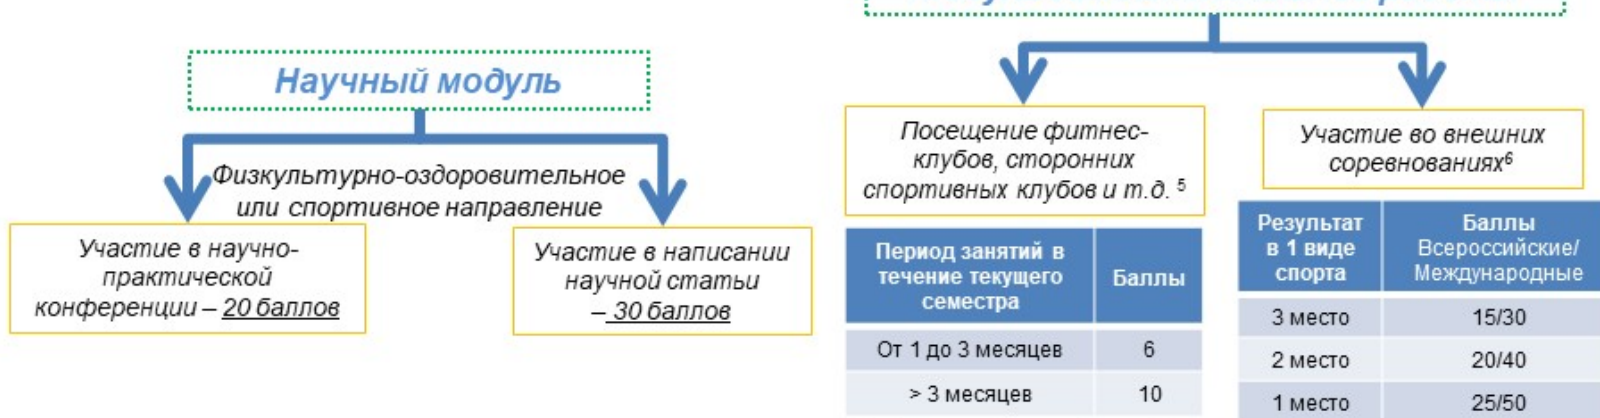 Научный модуль
Физкультурно-оздоровительное
или спортивное направление
Участие в научно-
практической
конференции – 20 баллов
Участие в написании
научной статьи
– 30 баллов
Посещение фитнес-
клубов, сторонних
спортивных клубов и т.д. 5
Период занятий в
течение текущего
семестра
Баллы
От 1 до 3 месяцев 6
> 3 месяцев 10
Участие во внешних
соревнованиях6
Результат
в 1 виде
спорта
Баллы
Всероссийские/
Международные
3 место 15/30
2 место 20/40
1 место 25/50